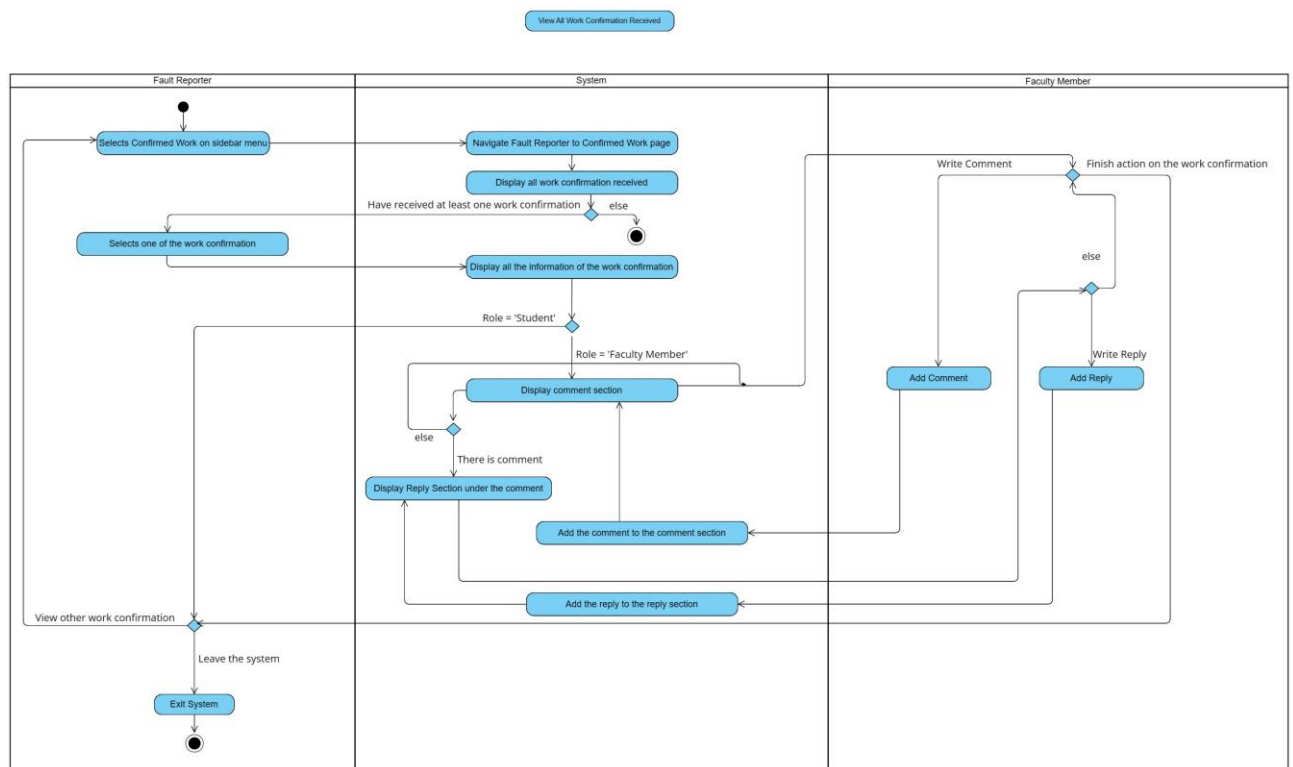 View All Work Confirmation Received
Fault Reporter
System
Faculty Member
Selects Confirmed Work on sidebar menu
Navigate Fault Reporter to Confirmed Work page
Write Comment
Finish action on the work confirmation
Display all work confirmation received
Have received at least one work confirmation
else
Selects one of the work confirmation
Display all the information of the work confirmation
else
Role = 'Student'
Role = 'Faculty Member'
Write Reply
Display comment section
Add Comment
Add Reply
else
There is comment
Display Reply Section under the comment
Add the comment to the comment section
Add the reply to the reply section
View other work confirmation
Leave the system
Exit System